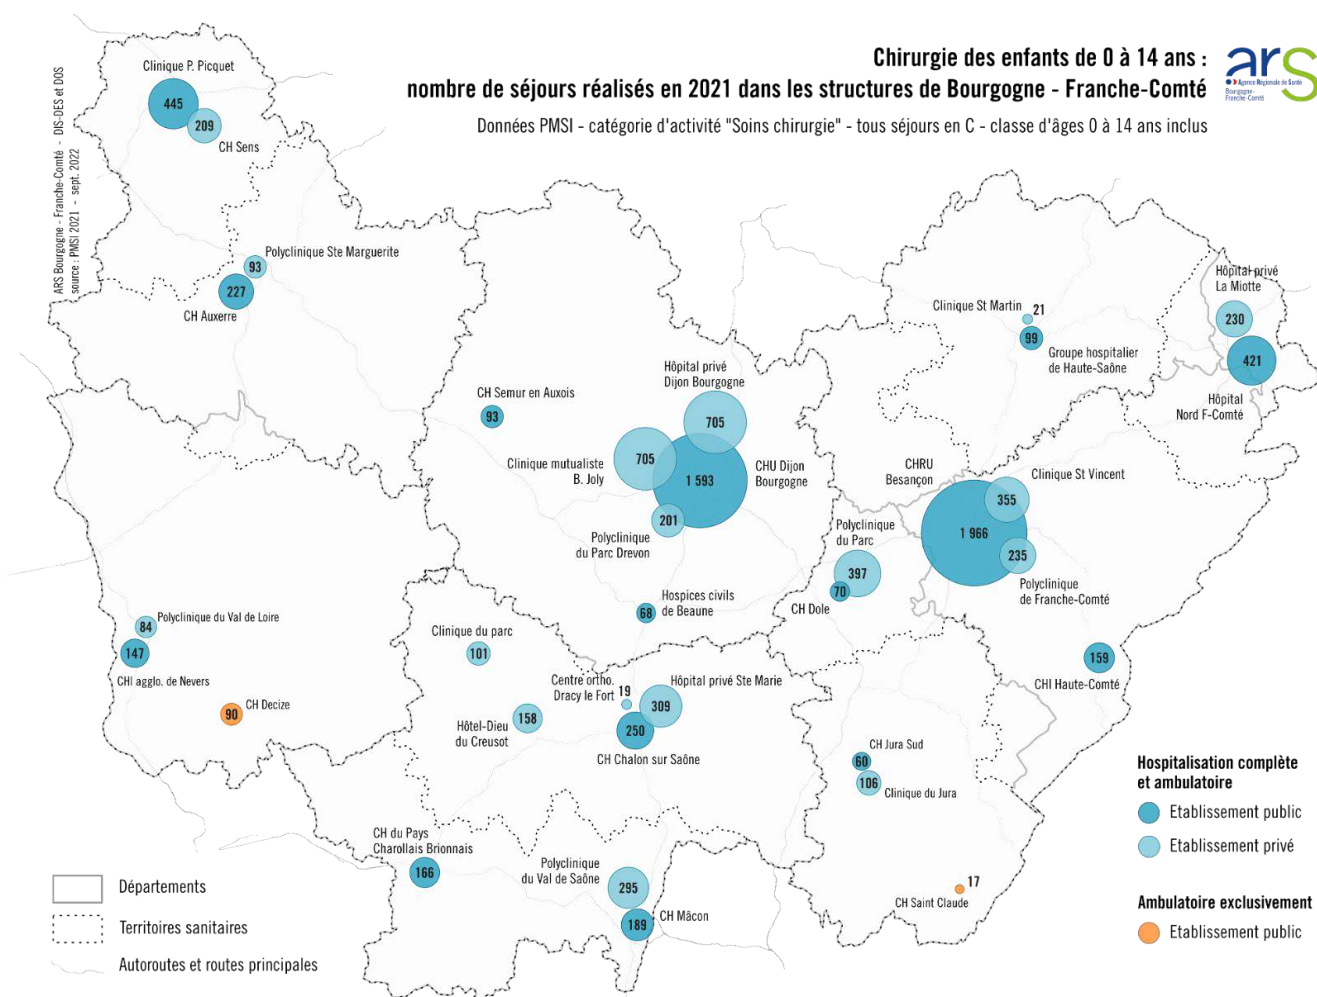 Chirurgie des enfants de 0 à 14 ans :
nombre de séjours réalisés en 2021 dans les structures de Bourgogne - Franche-Comté
Données PMSI - catégorie d'activité "Soins chirurgie" - tous séjours en C - classe d'âges 0 à 14 ans inclus
ars
Agence Régionale de Santé
Bourgogne-
Franche-Comté
ARS Bourgogne - Franche-Comté - DIS-DES et DOS
source : PMSI 2021 - sept. 2022
Clinique P. Picquet
445
209
CH Sens
Polyclinique Ste Marguerite
93
227
CH Auxerre
CH Semur en Auxois
93
Hôpital privé
Dijon Bourgogne
705
Clinique mutualiste
B. Joly
705
CHU Dijon
Bourgogne
1 593
201
Polyclinique
du Parc Drevon
Hospices civils
de Beaune
68
Clinique St Martin
21
99
Groupe hospitalier
de Haute-Saône
Hôpital privé
La Miotte
230
421
Hôpital
Nord F-Comté
CHRU
Besançon
1 966
Clinique St Vincent
355
235
Polyclinique
de Franche-Comté
Polyclinique
du Parc
397
70
CH Dole
159
CHI Haute-Comté
Polyclinique du Val de Loire
84
147
CHI agglo. de Nevers
CH Decize
90
Clinique du parc
101
Hôtel-Dieu
du Creusot
158
Centre ortho.
Dracy le Fort
19
Hôpital privé Ste Marie
309
250
CH Chalon sur Saône
CH Jura Sud
60
106
Clinique du Jura
17
CH Saint Claude
CH du Pays
Charollais Brionnais
166
Polyclinique
du Val de Saône
295
CH Mâcon
189
Départements
Territoires sanitaires
Autoroutes et routes principales
Hospitalisation complète
et ambulatoire
Etablissement public
Etablissement privé
Ambulatoire exclusivement
Etablissement public